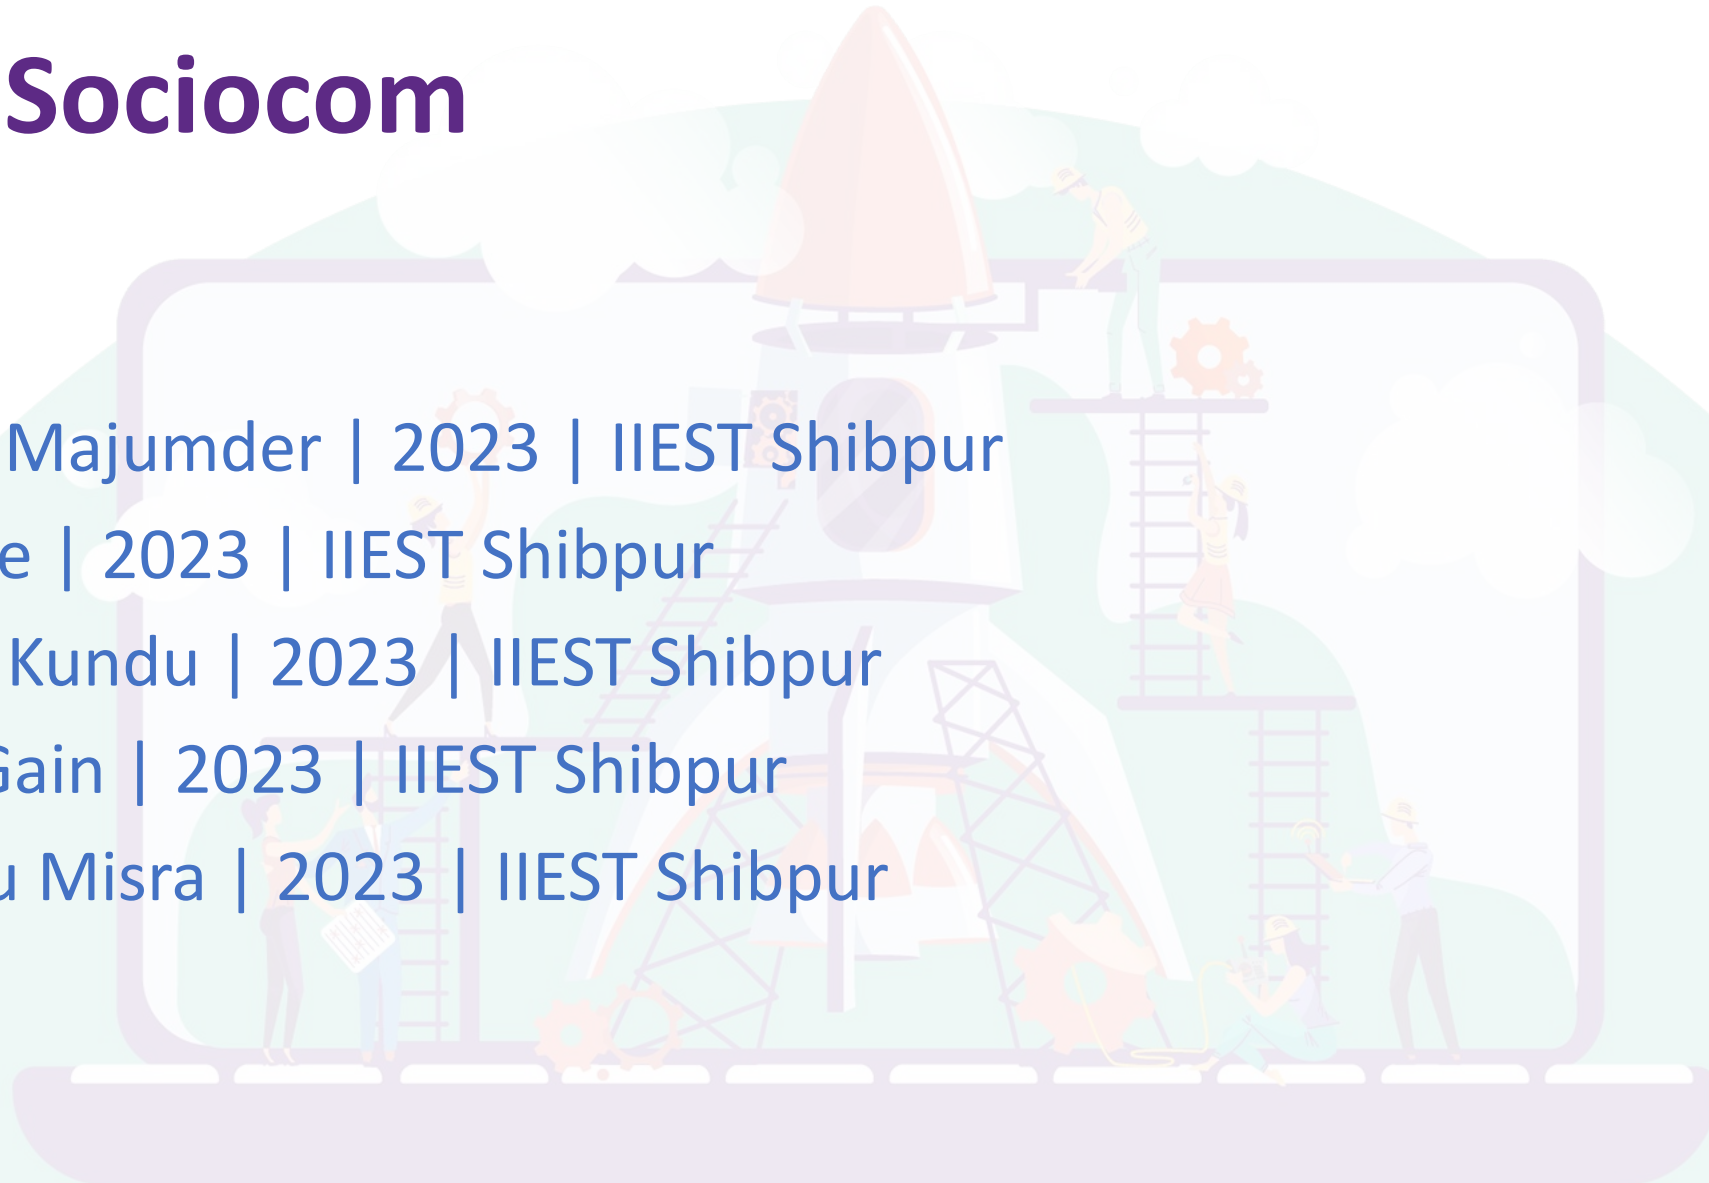 Sociocom
Majumder | 2023 | IIEST Shibpur
| 2023 | IIEST Shibpur
Kundu | 2023 | IIEST Shibpur
Gain | 2023 | IIEST Shibpur
Misra | 2023 | IIEST Shibpur